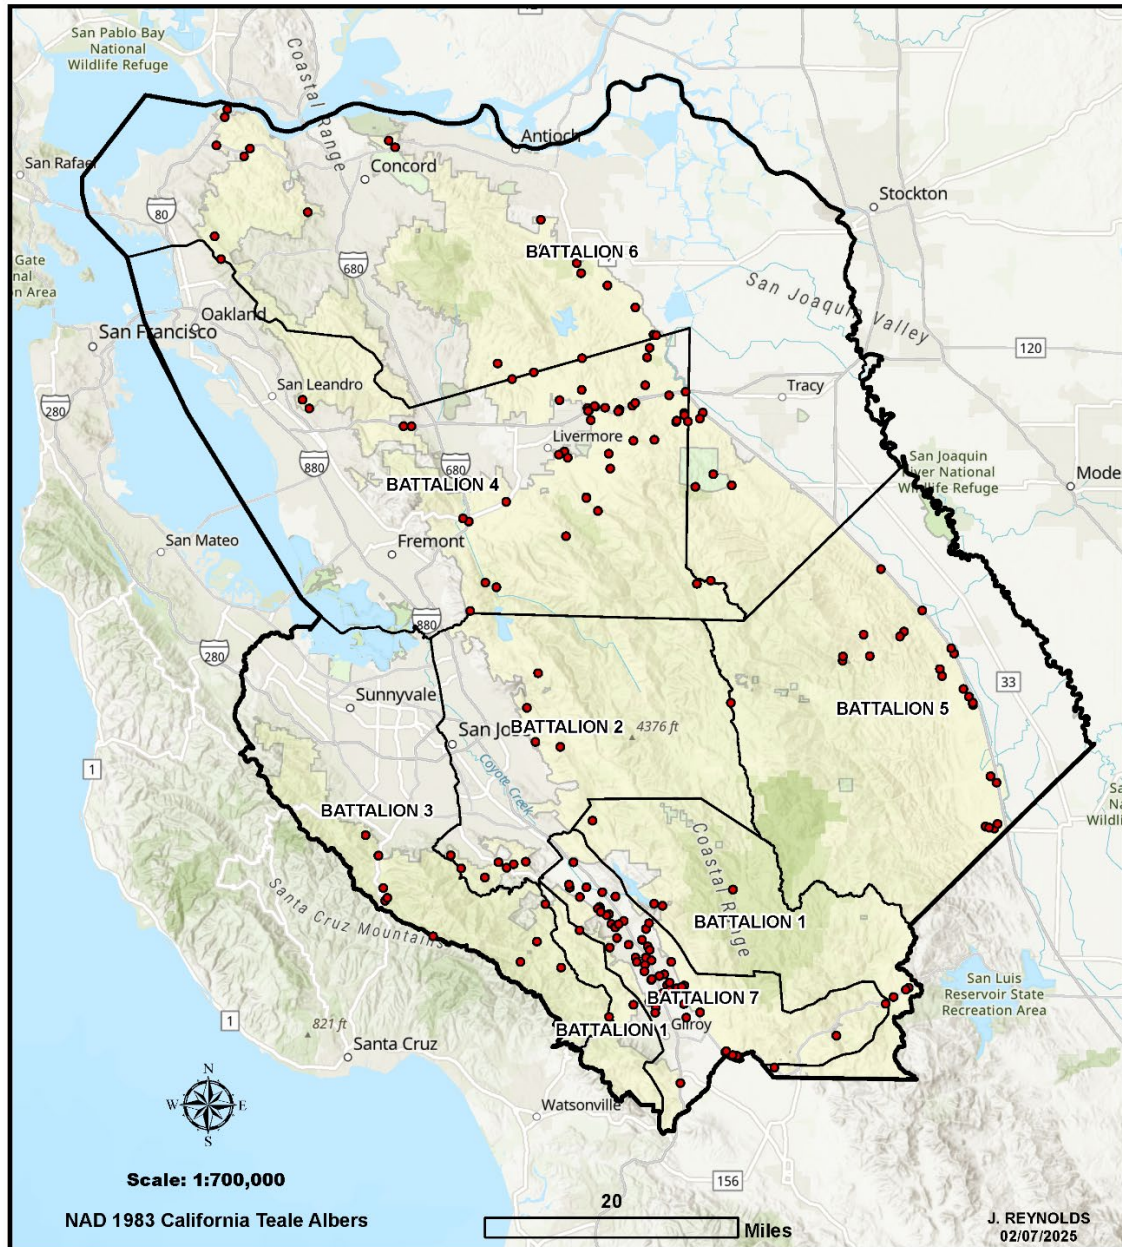 San Pablo Bay
National
Wildlife Refuge
Coastal Range
Antioch
San Rafael
Concord
Stockton
80
Gate
nal
on Area
BATTALION 6
680
San Joaquin Valley
Oakland
San Francisco
120
San Leandro
Tracy
280
Livermore
880
680
San Joaquin
River National
Wildlife Refuge
Mode
BATTALION 4
San Mateo
Fremont
880
280
33
Sunnyvale
BATTALION 5
BATTALION 2
4376 ft
San Jos
1
Coyote Creek
BATTALION 3
Coastal Range
Santa Cruz Mountains
BATTALION 1
San Luis
Reservoir State
Recreation Area
BATTALION 7
1
821 ft
BATTALION 1
Gilroy
Santa Cruz
N
W
E
S
Watsonville
156
Scale: 1:700,000
20
NAD 1983 California Teale Albers
Miles
J. REYNOLDS
02/07/2025